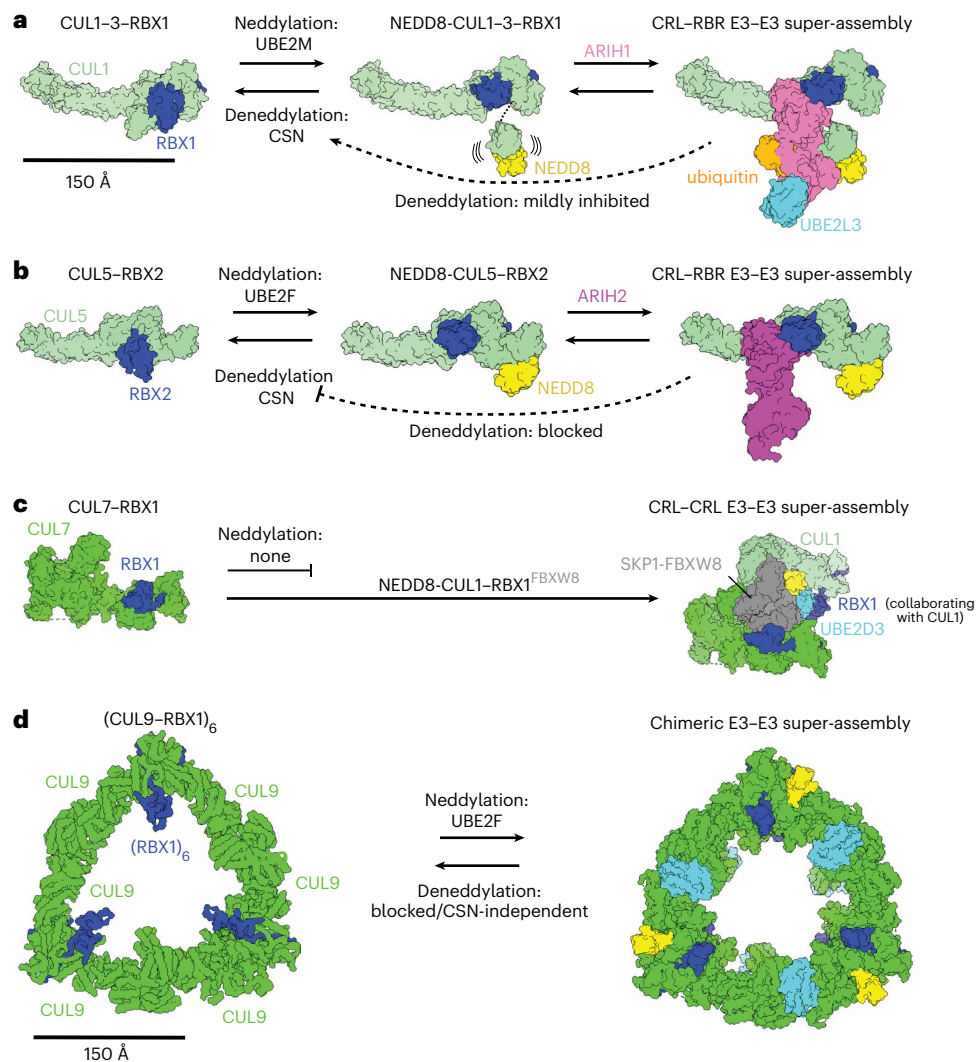 a
CUL1–3–RBX1
Neddylation:
UBE2M
NEDD8-CUL1–3–RBX1
CRL–RBR E3–E3 super-assembly
CUL1
ARIH1
Deneddylation:
CSN
RBX1
NEDD8
ubiquitin
150 Å
Deneddylation: mildly inhibited
UBE2L3
b
CUL5–RBX2
Neddylation:
UBE2F
NEDD8-CUL5–RBX2
CRL–RBR E3–E3 super-assembly
CUL5
ARIH2
Deneddylation
CSN
RBX2
NEDD8
Deneddylation: blocked
c
CUL7–RBX1
CRL–CRL E3–E3 super-assembly
CUL7
Neddylation:
none
CUL1
RBX1
SKP1-FBXW8
NEDD8-CUL1–RBX1FBXW8
RBX1 (collaborating
with CUL1)
UBE2D3
d
(CUL9–RBX1)6
Chimeric E3–E3 super-assembly
CUL9
CUL9
Neddylation:
UBE2F
(RBX1)6
CUL9
CUL9
Deneddylation:
blocked/CSN-independent
CUL9
CUL9
150 Å